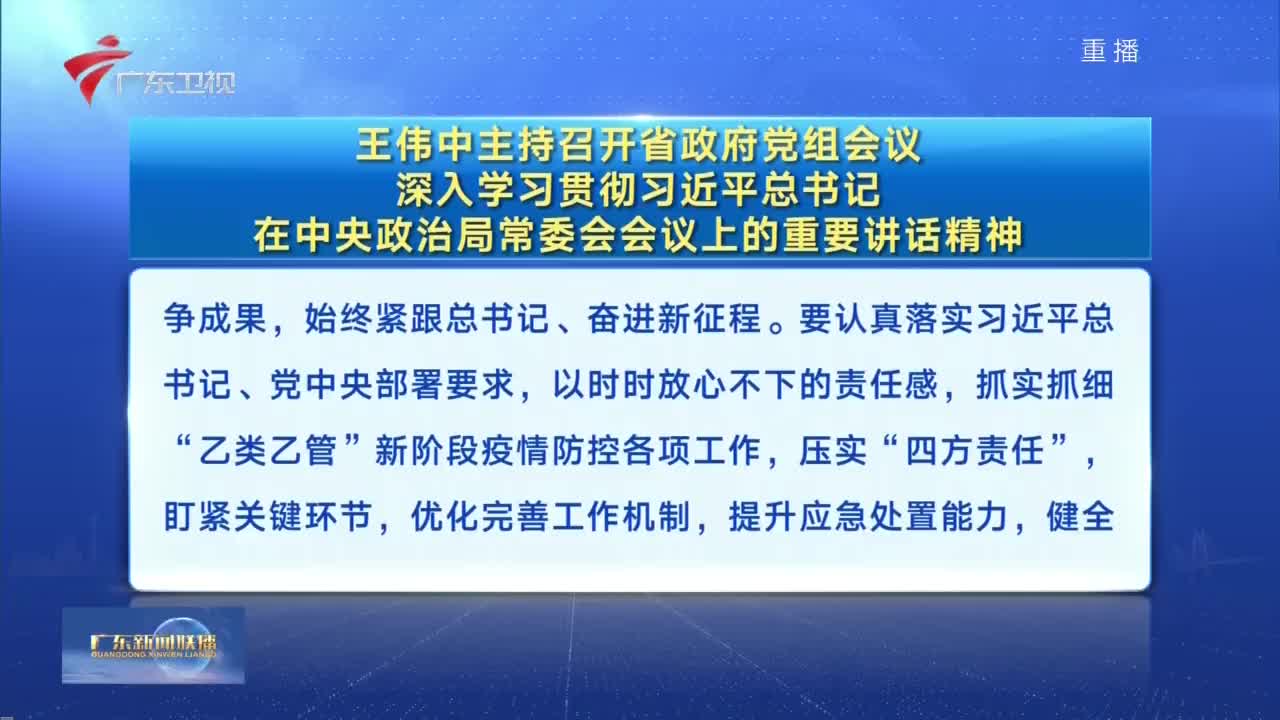 重播
广东卫视
王伟中主持召开省政府党组会议
深入学习贯彻习近平总书记
在中央政治局常委会会议上的重要讲话精神
争成果，始终紧跟总书记、奋进新征程。要认真落实习近平总
书记、党中央部署要求，以时时放心不下的责任感，抓实抓细
“乙类乙管”新阶段疫情防控各项工作，压实“四方责任”，
盯紧关键环节，优化完善工作机制，提升应急处置能力，健全
广东新闻联播
GUANGDONG XINWEN LIANBO